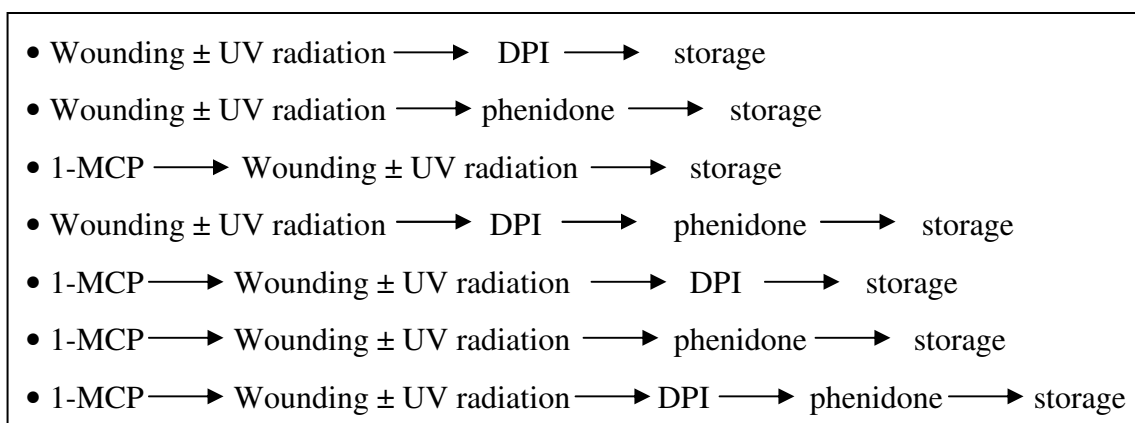 • Wounding ± UV radiation ⟶ DPI ⟶ storage
• Wounding ± UV radiation ⟶ phenidone ⟶ storage
• 1-MCP ⟶ Wounding ± UV radiation ⟶ storage
• Wounding ± UV radiation ⟶ DPI ⟶ phenidone ⟶ storage
• 1-MCP ⟶ Wounding ± UV radiation ⟶ DPI ⟶ storage
• 1-MCP ⟶ Wounding ± UV radiation ⟶ phenidone ⟶ storage
• 1-MCP ⟶ Wounding ± UV radiation ⟶ DPI ⟶ phenidone ⟶ storage